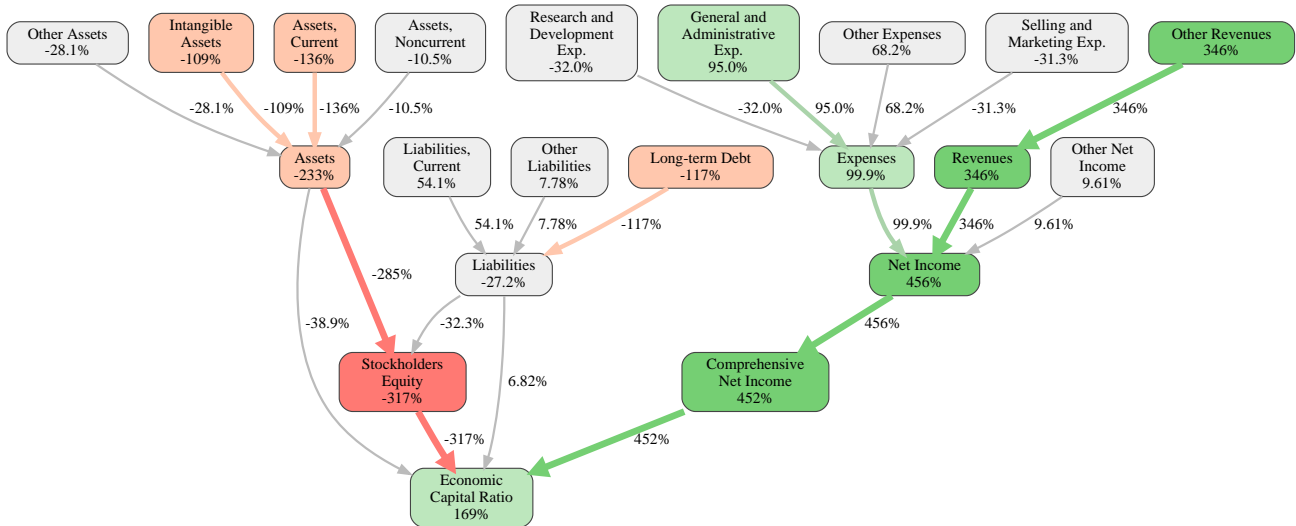 Other Assets
-28.1%
Intangible
Assets
-109%
Assets,
Current
-136%
Assets,
Noncurrent
-10.5%
Research and
Development
Exp.
-32.0%
General and
Administrative
Exp.
95.0%
Other Expenses
68.2%
Selling and
Marketing Exp.
-31.3%
Other Revenues
346%
-28.1%
-109%
-136%
-10.5%
-32.0%
95.0%
68.2%
-31.3%
346%
Assets
-233%
Liabilities,
Current
54.1%
Other
Liabilities
7.78%
Long-term Debt
-117%
Expenses
99.9%
Revenues
346%
Other Net
Income
9.61%
54.1%
7.78%
-117%
99.9%
346%
9.61%
-285%
Liabilities
-27.2%
Net Income
456%
-38.9%
-32.3%
456%
Stockholders
Equity
-317%
6.82%
Comprehensive
Net Income
452%
-317%
452%
Economic
Capital Ratio
169%